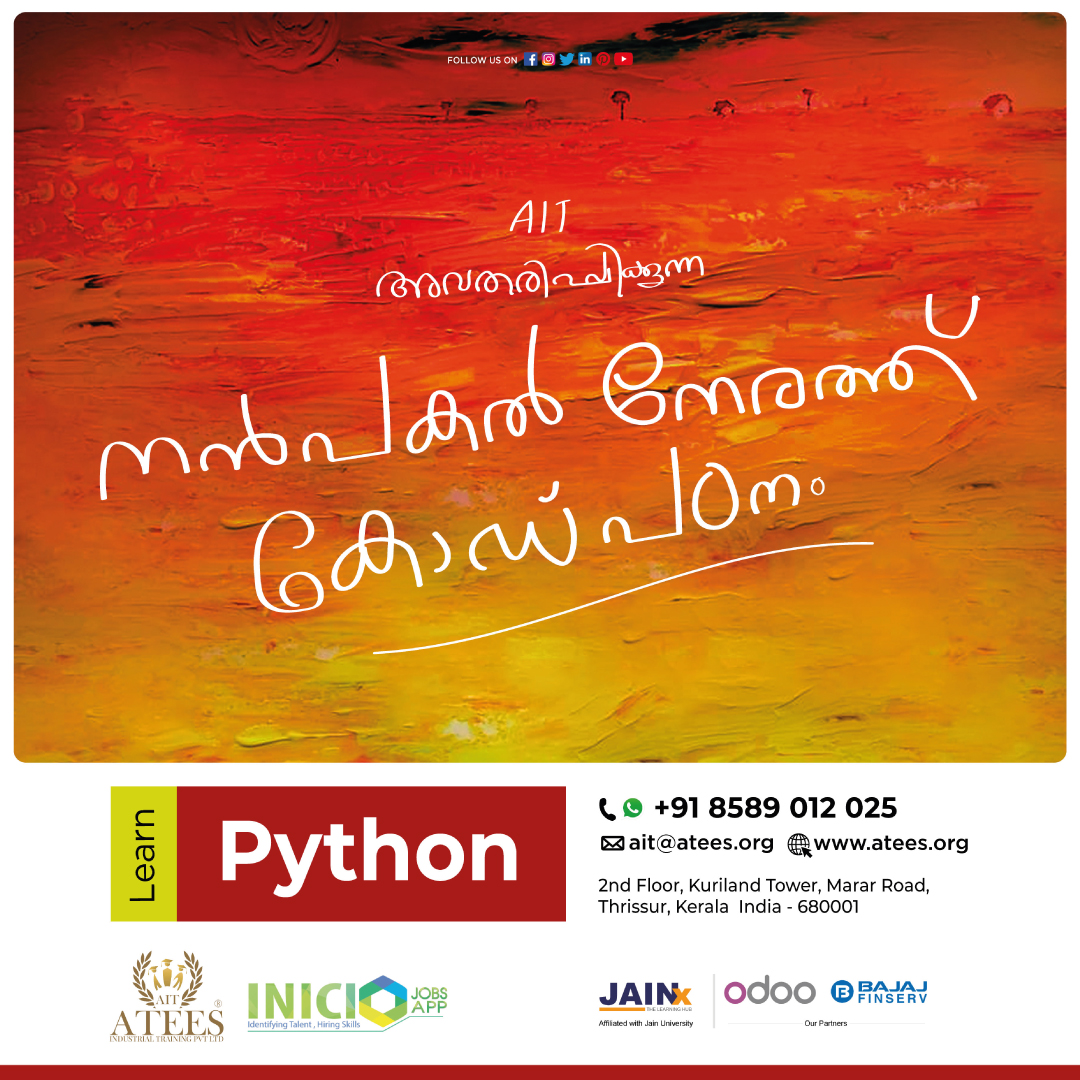 FOLLOW US ON
AIT
അവതരിപ്പിക്കുന്ന
നൻപകൽ നേരത്ത്
കോഡ് പഠനം
Learn
Python
+91 8589 012 025
ait@atees.org www.atees.org
2nd Floor, Kuriland Tower, Marar Road,
Thrissur, Kerala India - 680001
AIT
ATEES ®
INDUSTRIAL TRAINING PVT LTD
INICIO JOBS APP
Identifying Talent , Hiring Skills
JAINx
THE LEARNING HUB
Affiliated with Jain University
odoo
B BAJAJ
FINSERV
Our Partners